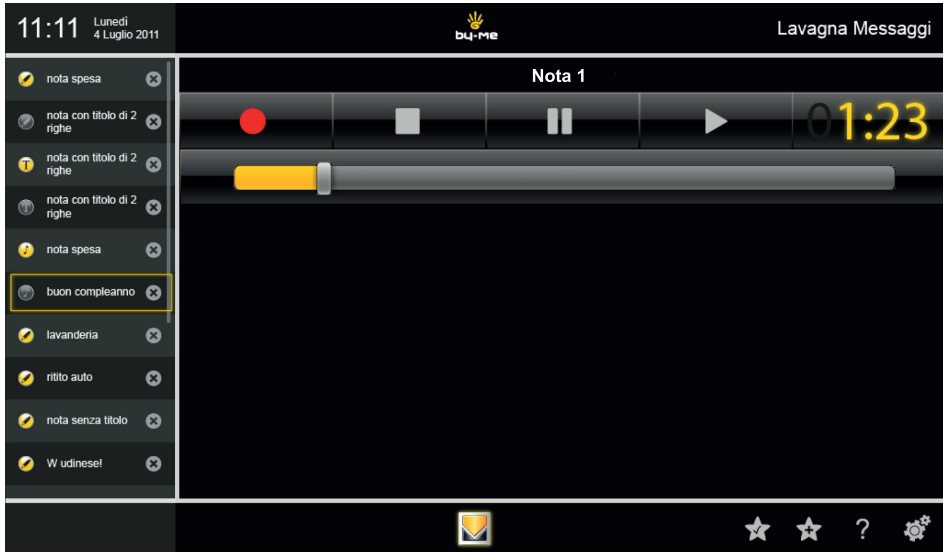 11:11
Lunedì
4 Luglio 2011
by-me
Lavagna Messaggi
nota spesa
nota con titolo di 2
righe
nota con titolo di 2
righe
nota con titolo di 2
righe
nota spesa
buon compleanno
lavanderia
ritito auto
nota senza titolo
W udinese!
Nota 1
01:23
?